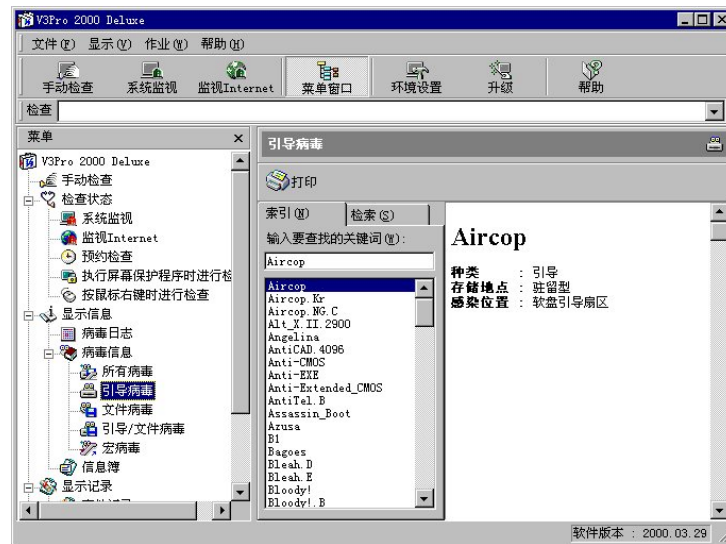 V3Pro 2000 Deluxe
文件(F) 显示(V) 作业(W) 帮助(H)
手动检查 系统监视 监视Internet 菜单窗口 环境设置 升级 帮助
检查
菜单
V3Pro 2000 Deluxe
手动检查
检查状态
系统监视
监视Internet
预约检查
执行屏幕保护程序时进行检
按鼠标右键时进行检查
显示信息
病毒日志
病毒信息
所有病毒
引导病毒
文件病毒
引导/文件病毒
宏病毒
信息簿
显示记录
引导病毒
打印
索引(N) 检索(S)
输入要查找的关键词(W):
Aircop
Aircop
Aircop.Kr
Aircop.NG.C
Alt_X.II.2900
Angelina
AntiCAD.4096
Anti-CMOS
Anti-EXE
Anti-Extended_CMOS
AntiTel.B
Assassin_Boot
Azusa
B1
Bagoes
Bleah.D
Bleah.E
Bloody!
Bloody!.B
Aircop
种类 : 引导
存储地点 : 驻留型
感染位置 : 软盘引导扇区
软件版本 : 2000.03.29